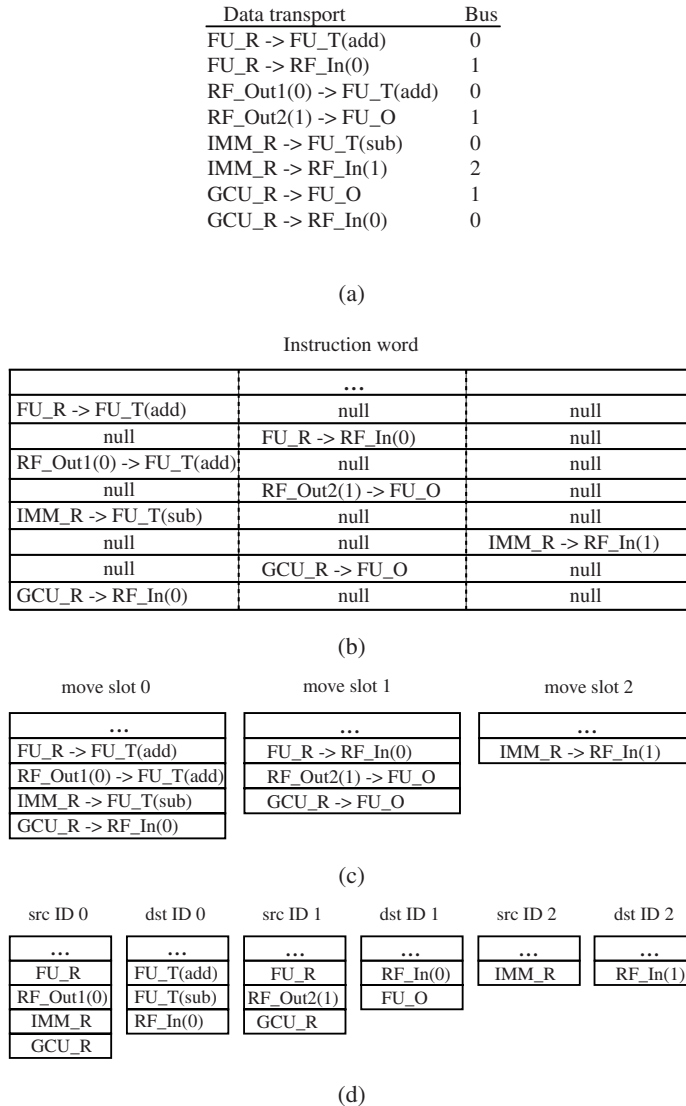 Data transport Bus
FU_R -> FU_T(add) 0
FU_R -> RF_In(0) 1
RF_Out1(0) -> FU_T(add) 0
RF_Out2(1) -> FU_O 1
IMM_R -> FU_T(sub) 0
IMM_R -> RF_In(1) 2
GCU_R -> FU_O 1
GCU_R -> RF_In(0) 0
(a)
Instruction word
...
FU_R -> FU_T(add) null null
null FU_R -> RF_In(0) null
RF_Out1(0) -> FU_T(add) null null
null RF_Out2(1) -> FU_O null
IMM_R -> FU_T(sub) null null
null null IMM_R -> RF_In(1)
null GCU_R -> FU_O null
GCU_R -> RF_In(0) null null
(b)
move slot 0 move slot 1 move slot 2
... ... ...
FU_R -> FU_T(add) FU_R -> RF_In(0) IMM_R -> RF_In(1)
RF_Out1(0) -> FU_T(add) RF_Out2(1) -> FU_O
IMM_R -> FU_T(sub) GCU_R -> FU_O
GCU_R -> RF_In(0)
(c)
src ID 0 dst ID 0 src ID 1 dst ID 1 src ID 2 dst ID 2
... ... ... ... ... ...
FU_R FU_T(add) FU_R RF_In(0) IMM_R RF_In(1)
RF_Out1(0) FU_T(sub) RF_Out2(1) FU_O
IMM_R RF_In(0) GCU_R
GCU_R
(d)